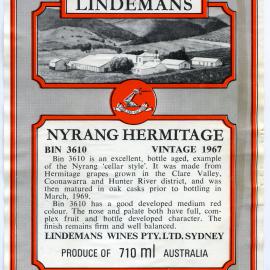 LINDEMANS
NYRANG HERMITAGE
BIN 3610 VINTAGE 1967
Bin 3610 is an excellent, bottle aged, example
of the Nyrang 'cellar style'. It was made from
Hermitage grapes grown in the Clare Valley,
Coonawarra and Hunter River district, and was
then matured in oak casks prior to bottling in
March, 1969.
Bin 3610 has a good developed medium red
colour. The nose and palate both have full, com-
plex fruit and bottle developed character. The
finish remains firm and well balanced.
LINDEMANS WINES PTY. LTD. SYDNEY
PRODUCE OF 710 ml AUSTRALIA